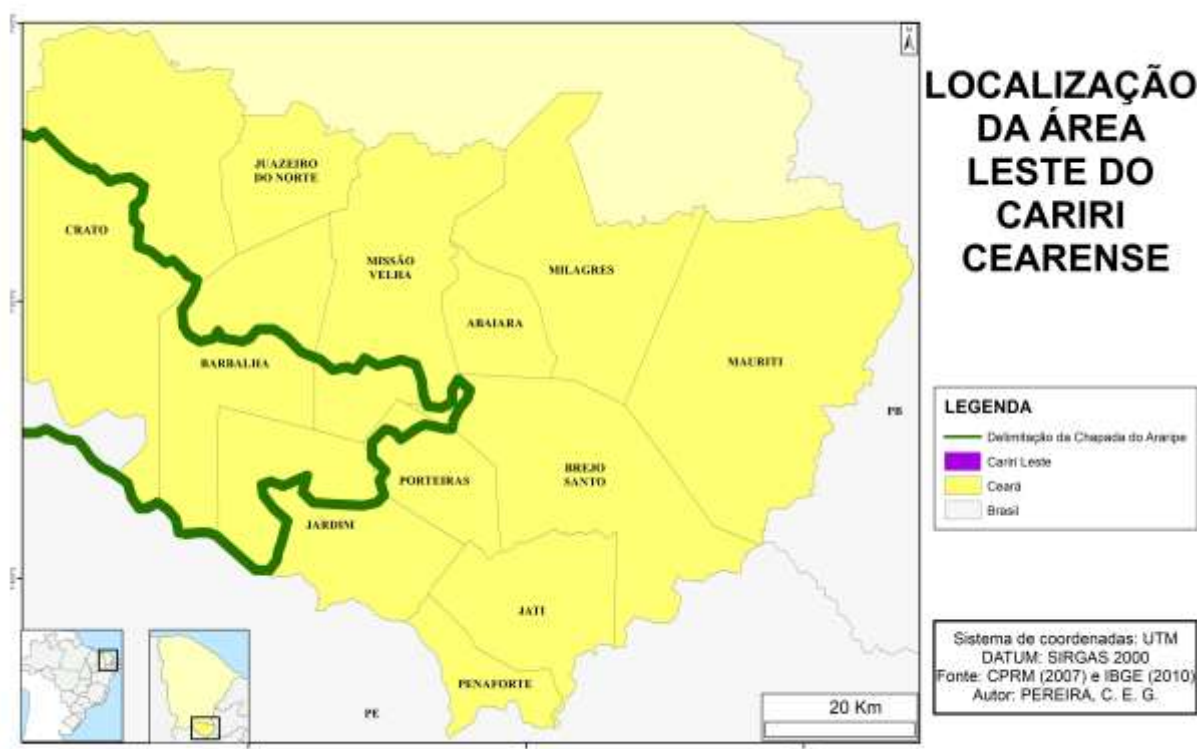 LOCALIZAÇÃO
DA ÁREA
LESTE DO
CARIRI
CEARENSE
JUAZEIRO
DO NORTE
CRATO
MISSÃO
VELHA
MILAGRES
ABAIARA
BARBALHA
MAURITI
PB
BREJO
SANTO
PORTEIRAS
JARDIM
JATI
PENAFORTE
PE
20 Km
LEGENDA
Delimitação da Chapada do Araripe
Cariri Leste
Ceará
Brasil
Sistema de coordenadas: UTM
DATUM: SIRGAS 2000
Fonte: CPRM (2007) e IBGE (2010)
Autor: PEREIRA, C. E. G.